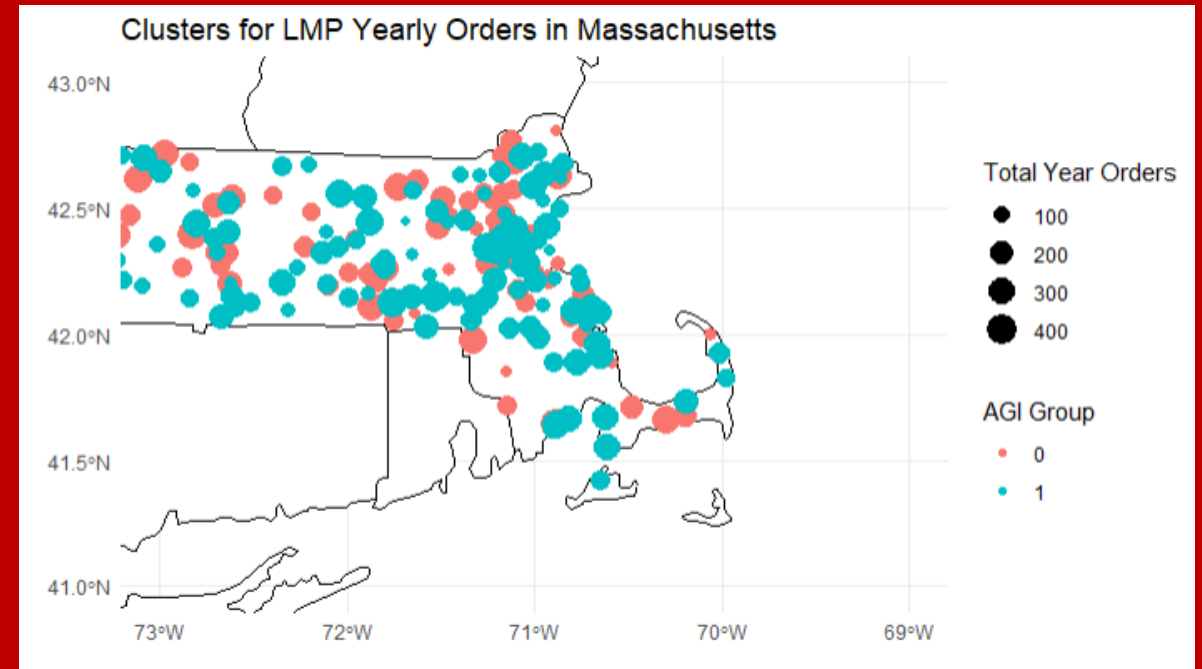 Clusters for LMP Yearly Orders in Massachusetts
43.0°N
42.5°N
42.0°N
41.5°N
41.0°N
73°W
72°W
71°W
70°W
69°W
Total Year Orders
100
200
300
400
AGI Group
0
1